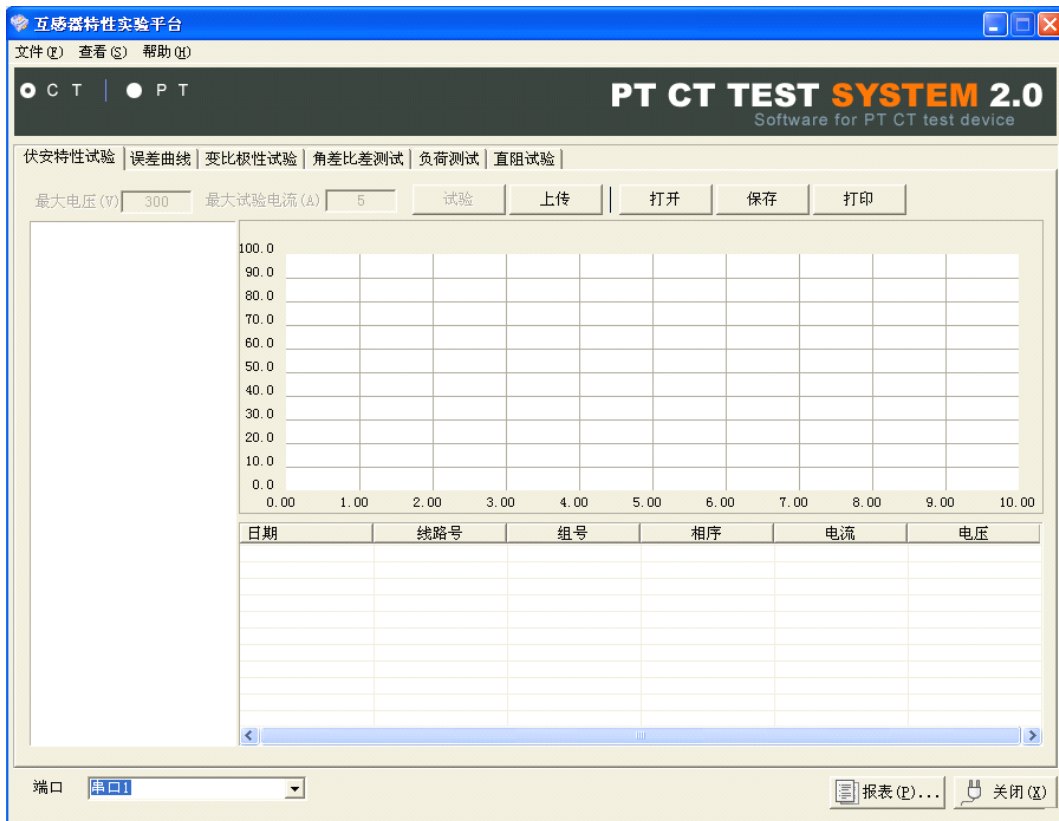 互感器特性实验平台
文件(F) 查看(S) 帮助(H)
CT PT
PT CT TEST SYSTEM 2.0
Software for PT CT test device
伏安特性试验 误差曲线 变比极性试验 角差比差测试 负荷测试 直阻试验
最大电压(V) 300 最大试验电流(A) 5 试验 上传 打开 保存 打印
100.0
90.0
80.0
70.0
60.0
50.0
40.0
30.0
20.0
10.0
0.0
0.00 1.00 2.00 3.00 4.00 5.00 6.00 7.00 8.00 9.00 10.00
日期 线路号 组号 相序 电流 电压
端口 串口1 报表(P)... 关闭(X)